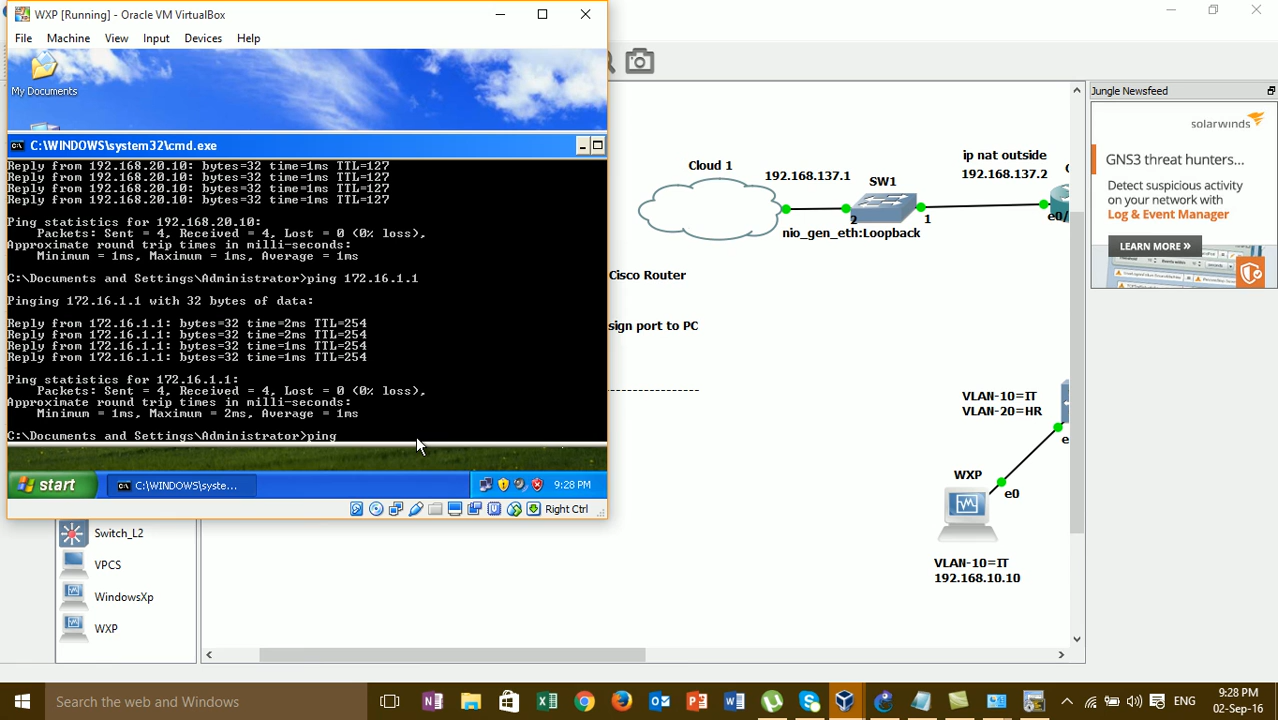 WXP [Running] - Oracle VM VirtualBox
File Machine View Input Devices Help
My Documents
C:\WINDOWS\system32\cmd.exe
Reply from 192.168.20.10: bytes=32 time=1ms TTL=127
Reply from 192.168.20.10: bytes=32 time=1ms TTL=127
Reply from 192.168.20.10: bytes=32 time=1ms TTL=127
Reply from 192.168.20.10: bytes=32 time=1ms TTL=127
Ping statistics for 192.168.20.10:
Packets: Sent = 4, Received = 4, Lost = 0 (0% loss),
Approximate round trip times in milli-seconds:
Minimum = 1ms, Maximum = 1ms, Average = 1ms
C:\Documents and Settings\Administrator>ping 172.16.1.1
Pinging 172.16.1.1 with 32 bytes of data:
Reply from 172.16.1.1: bytes=32 time=2ms TTL=254
Reply from 172.16.1.1: bytes=32 time=2ms TTL=254
Reply from 172.16.1.1: bytes=32 time=1ms TTL=254
Reply from 172.16.1.1: bytes=32 time=1ms TTL=254
Ping statistics for 172.16.1.1:
Packets: Sent = 4, Received = 4, Lost = 0 (0% loss),
Approximate round trip times in milli-seconds:
Minimum = 1ms, Maximum = 2ms, Average = 1ms
C:\Documents and Settings\Administrator>ping
start
C:\WINDOWS\syste...
9:28 PM
Right Ctrl
Switch_L2
VPCS
WindowsXp
WXP
Cloud 1
192.168.137.1
SW1
ip nat outside
192.168.137.2
2
1
e0/
nio_gen_eth:Loopback
Cisco Router
sign port to PC
------------------
VLAN-10=IT
VLAN-20=HR
e
WXP
e0
VLAN-10=IT
192.168.10.10
Jungle Newsfeed
solarwinds
GNS3 threat hunters...
Detect suspicious activity
on your network with
Log & Event Manager
LEARN MORE »
Search the web and Windows
ENG
9:28 PM
02-Sep-16